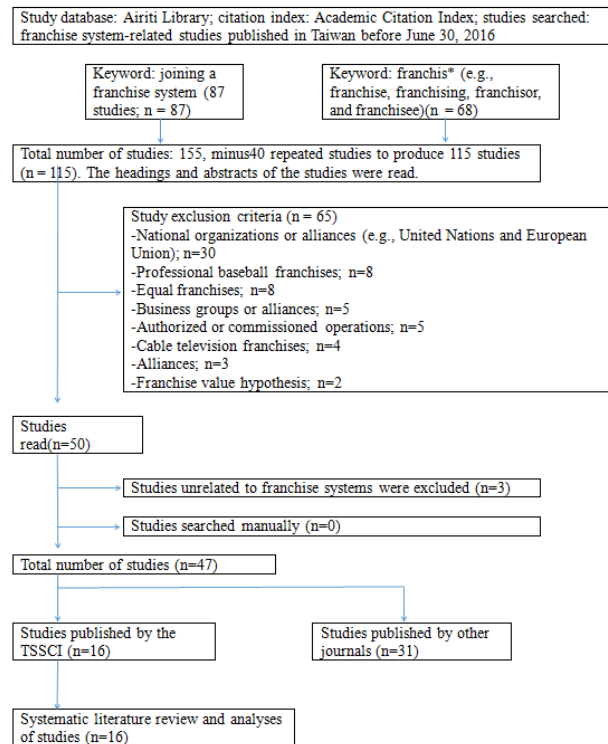 Study database: Airiti Library; citation index: Academic Citation Index; studies searched:
franchise system-related studies published in Taiwan before June 30, 2016
Keyword: joining a
franchise system (87
studies; n = 87)
Keyword: franchis* (e.g.,
franchise, franchising, franchisor,
and franchisee)(n = 68)
Total number of studies: 155, minus40 repeated studies to produce 115 studies
(n = 115). The headings and abstracts of the studies were read.
Study exclusion criteria (n = 65)
-National organizations or alliances (e.g., United Nations and European
Union); n=30
-Professional baseball franchises; n=8
-Equal franchises; n=8
-Business groups or alliances; n=5
-Authorized or commissioned operations; n=5
-Cable television franchises; n=4
-Alliances; n=3
-Franchise value hypothesis; n=2
Studies
read(n=50)
Studies unrelated to franchise systems were excluded (n=3)
Studies searched manually (n=0)
Total number of studies (n=47)
Studies published by the
TSSCI (n=16)
Studies published by other
journals (n=31)
Systematic literature review and analyses
of studies (n=16)